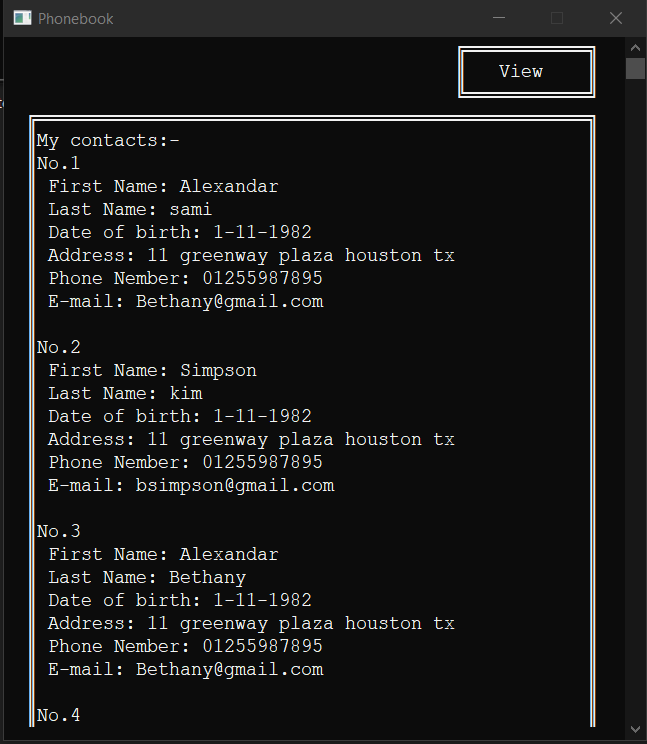 Phonebook
View
My contacts:-
No.1
First Name: Alexandar
Last Name: sami
Date of birth: 1-11-1982
Address: 11 greenway plaza houston tx
Phone Nember: 01255987895
E-mail: Bethany@gmail.com
No.2
First Name: Simpson
Last Name: kim
Date of birth: 1-11-1982
Address: 11 greenway plaza houston tx
Phone Nember: 01255987895
E-mail: bsimpson@gmail.com
No.3
First Name: Alexandar
Last Name: Bethany
Date of birth: 1-11-1982
Address: 11 greenway plaza houston tx
Phone Nember: 01255987895
E-mail: Bethany@gmail.com
No.4